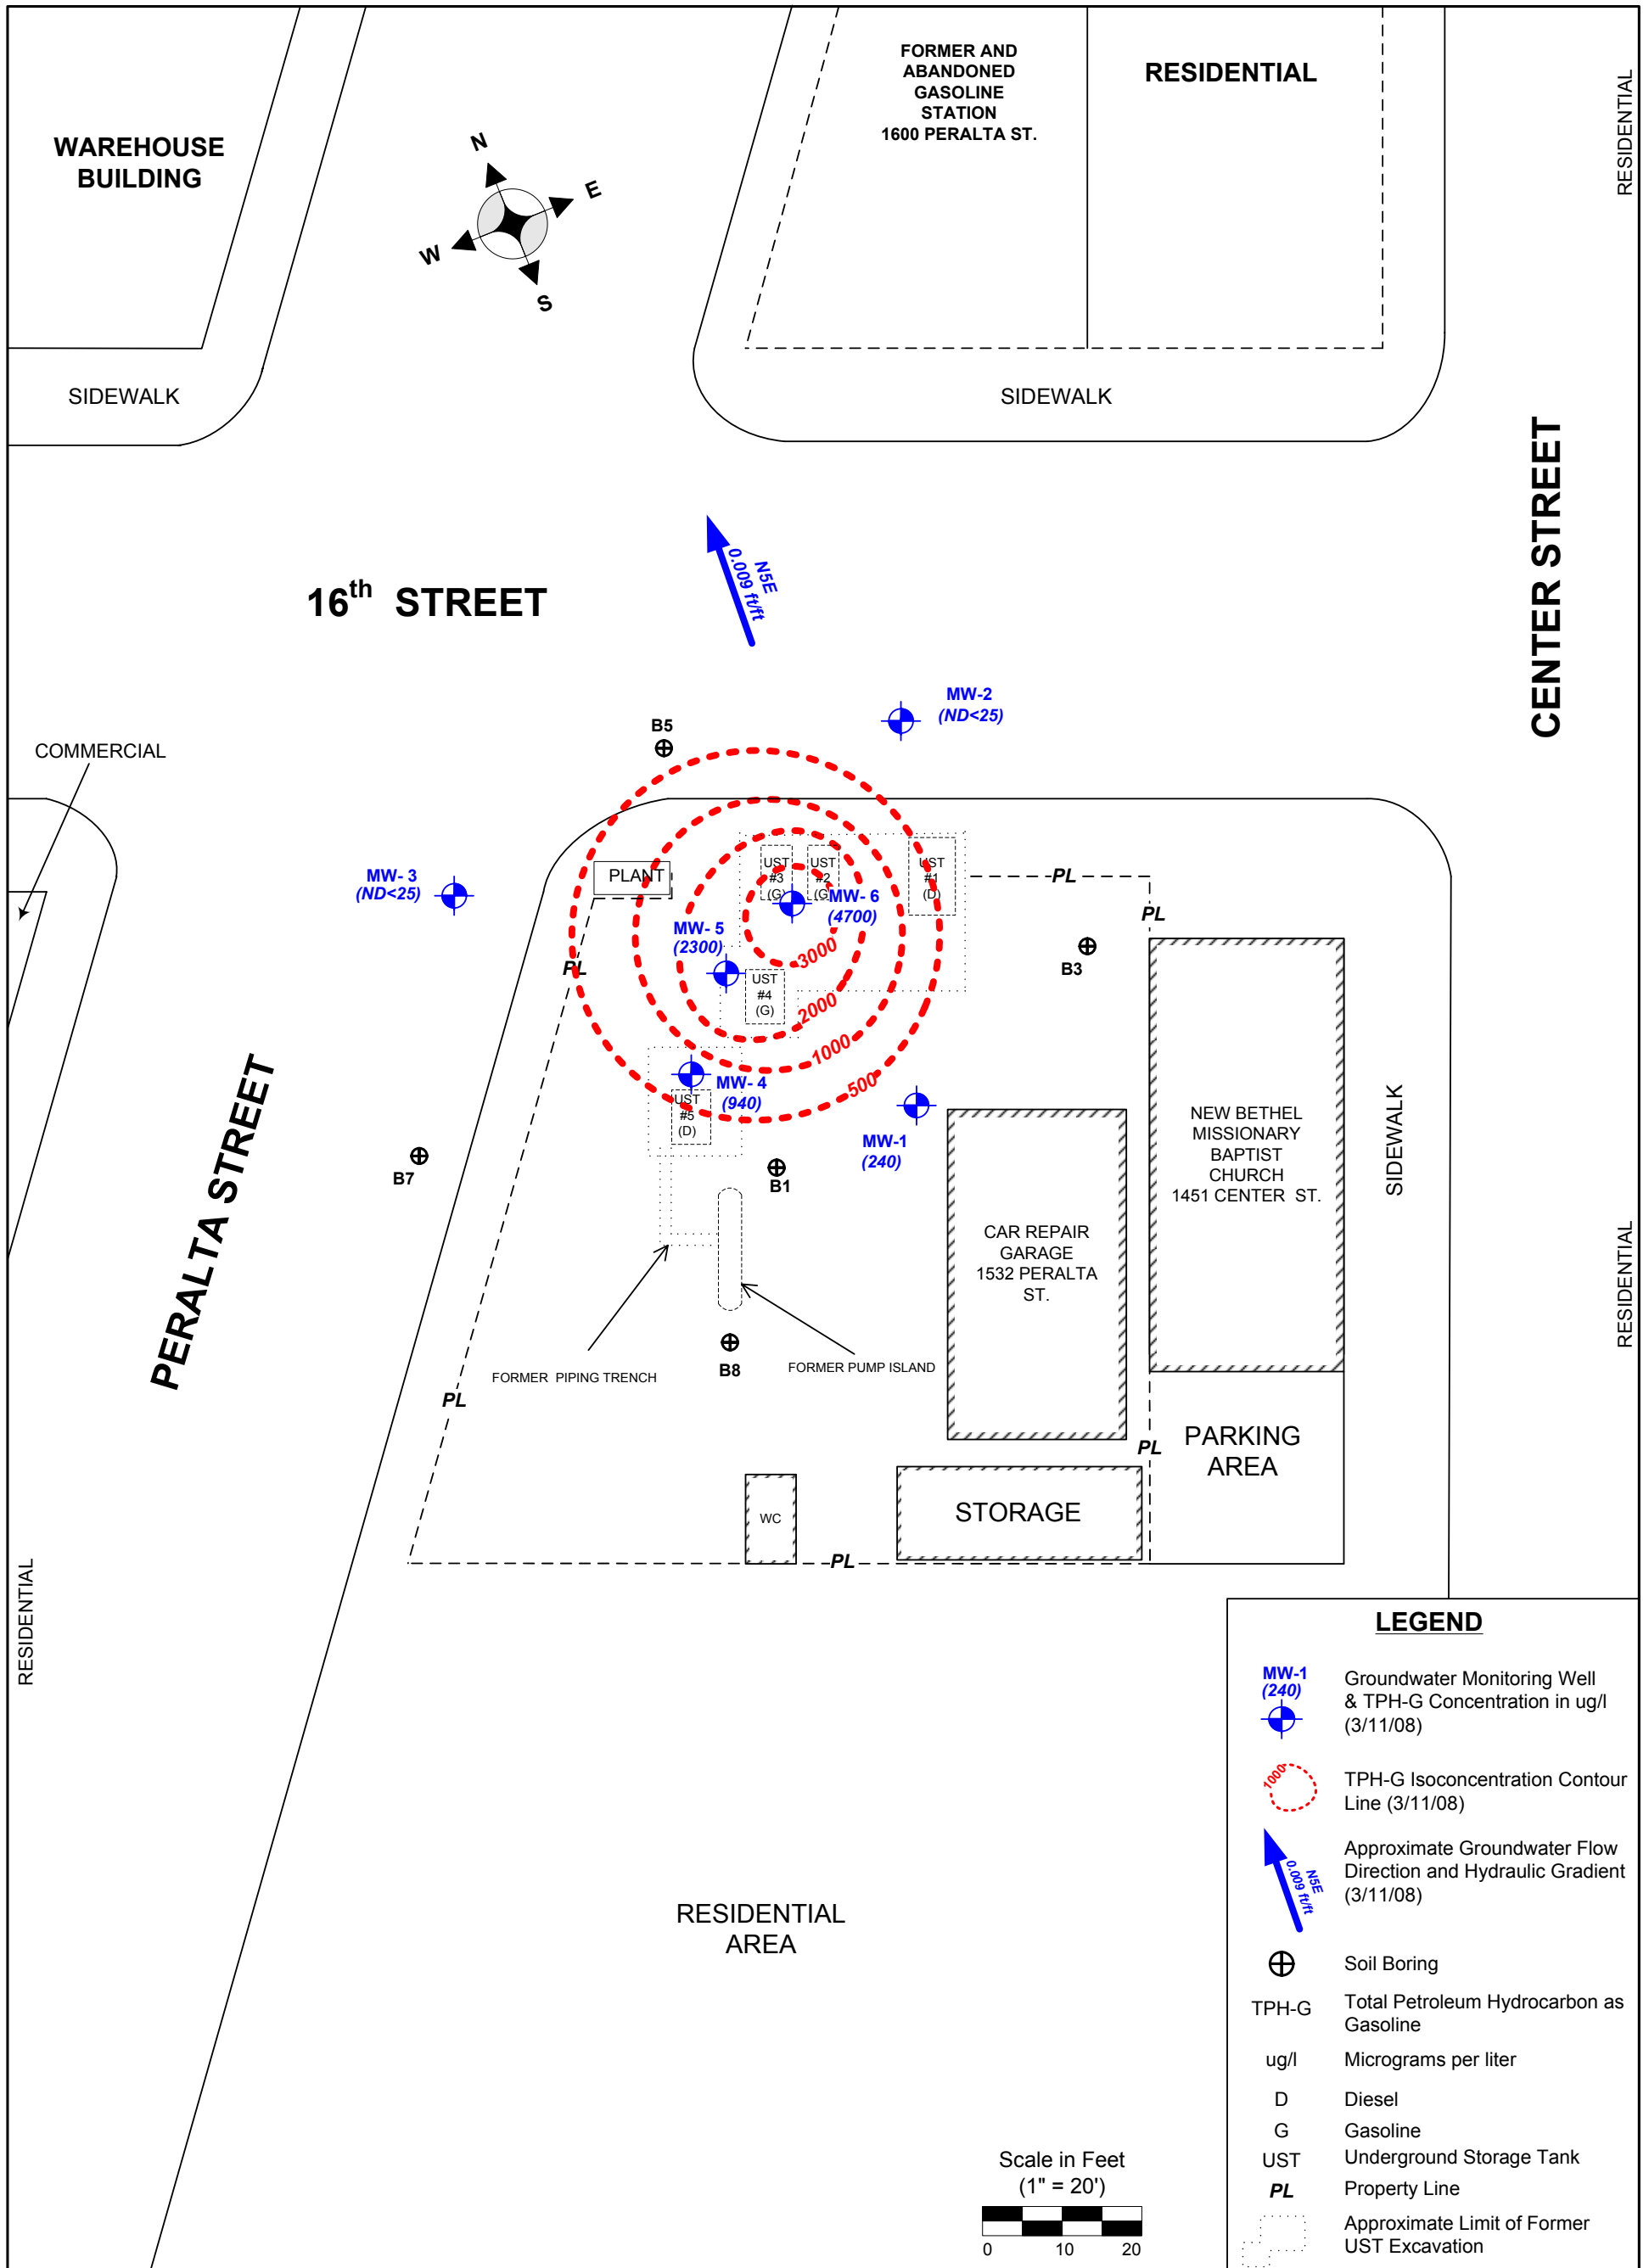 FORMER AND
ABANDONED
GASOLINE
STATION
1600 PERALTA ST.
RESIDENTIAL
RESIDENTIAL
WAREHOUSE
BUILDING
N
E
W
S
SIDEWALK
SIDEWALK
CENTER STREET
N5E
0.009 ft/ft
16th STREET
MW-2
(ND<25)
B5
COMMERCIAL
MW- 3
(ND<25)
PLANT
UST
#3
(G)
UST
#2
(G)
UST
#1
(D)
PL
MW- 6
(4700)
PL
MW- 5
(2300)
3000
B3
PL
UST
#4
(G)
2000
1000
500
MW- 4
(940)
UST
#5
(D)
MW-1
(240)
B7
B1
NEW BETHEL
MISSIONARY
BAPTIST
CHURCH
1451 CENTER ST.
SIDEWALK
PERALTA STREET
CAR REPAIR
GARAGE
1532 PERALTA
ST.
RESIDENTIAL
FORMER PIPING TRENCH
B8
FORMER PUMP ISLAND
PL
PL
PARKING
AREA
WC
STORAGE
PL
RESIDENTIAL
RESIDENTIAL
AREA
LEGEND
MW-1
(240)
Groundwater Monitoring Well
& TPH-G Concentration in ug/l
(3/11/08)
1000
TPH-G Isoconcentration Contour
Line (3/11/08)
N5E
0.009 ft/ft
Approximate Groundwater Flow
Direction and Hydraulic Gradient
(3/11/08)
Soil Boring
TPH-G Total Petroleum Hydrocarbon as
Gasoline
ug/l Micrograms per liter
D Diesel
G Gasoline
UST Underground Storage Tank
PL Property Line
Approximate Limit of Former
UST Excavation
Scale in Feet
(1" = 20')
0 10 20